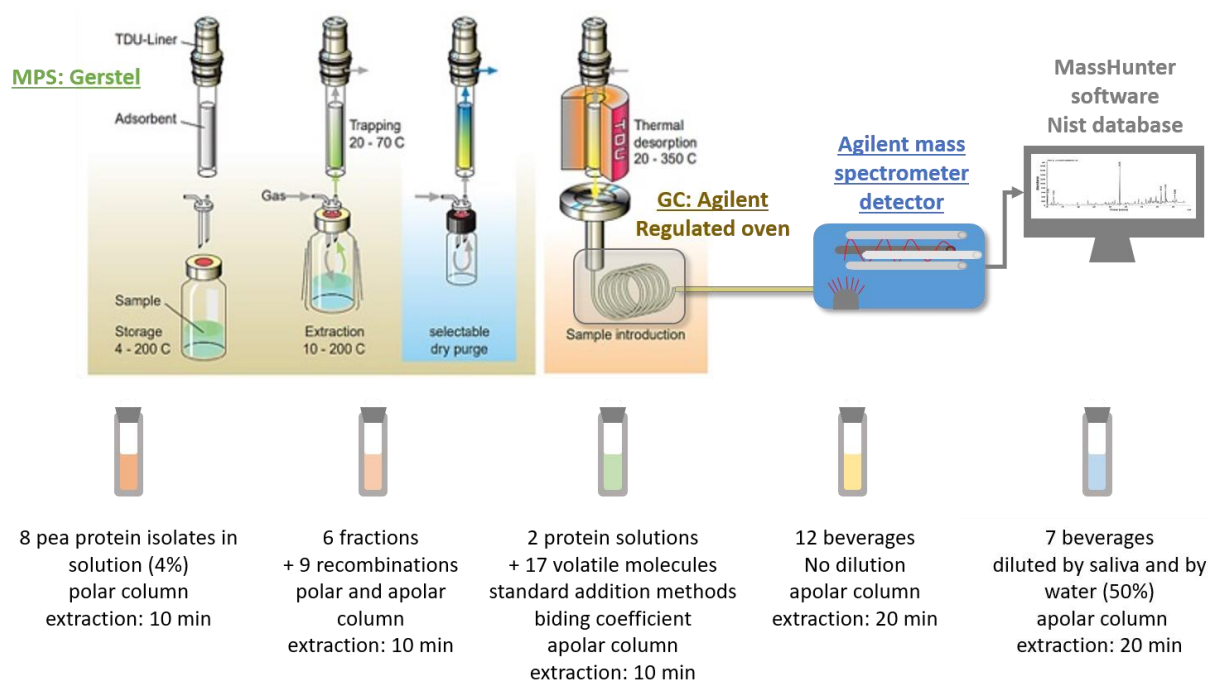 TDU-Liner
MPS: Gerstel
Adsorbent
Trapping
20 - 70 C
Gas
Sample
Storage
4 - 200 C
Extraction
10 - 200 C
selectable
dry purge
TDU
Thermal
desorption
20 - 350 C
GC: Agilent
Regulated oven
Sample introduction
Agilent mass
spectrometer
detector
MassHunter
software
Nist database
8 pea protein isolates in
solution (4%)
polar column
extraction: 10 min
6 fractions
+ 9 recombinations
polar and apolar
column
extraction: 10 min
2 protein solutions
+ 17 volatile molecules
standard addition methods
biding coefficient
apolar column
extraction: 10 min
12 beverages
No dilution
apolar column
extraction: 20 min
7 beverages
diluted by saliva and by
water (50%)
apolar column
extraction: 20 min